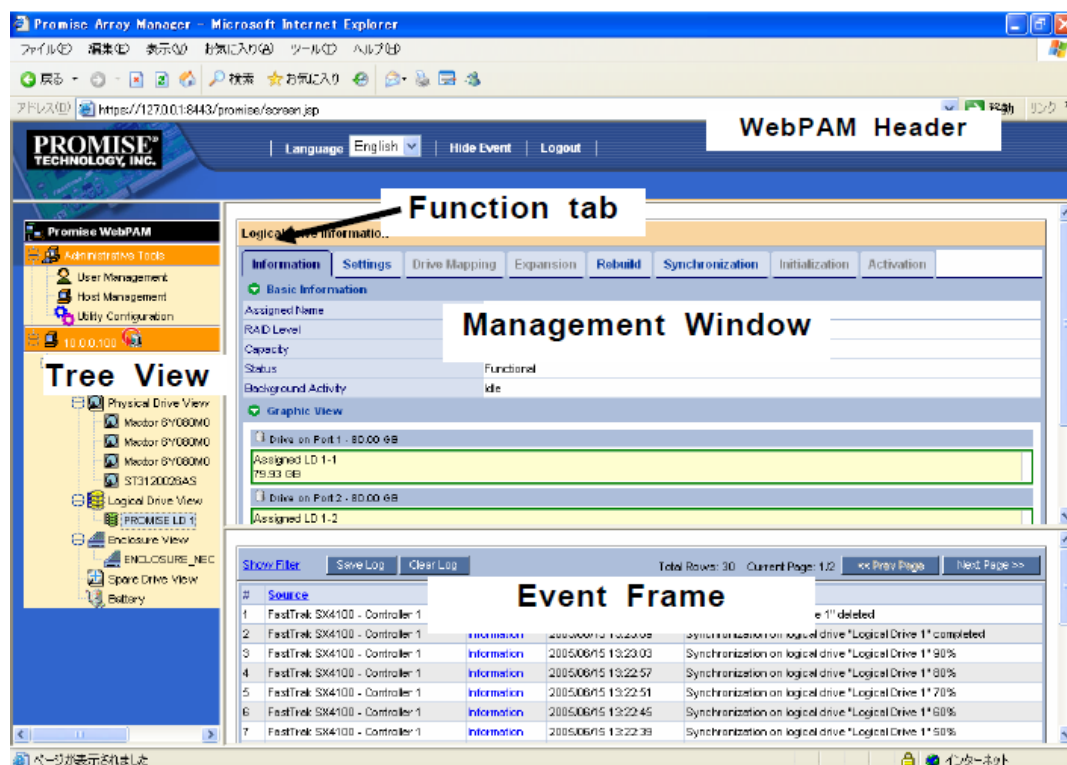 Promise Array Manager - Microsoft Internet Explorer
ファイル(F) 編集(E) 表示(V) お気に入り(A) ツール(T) ヘルプ(H)
戻る 検索 お気に入り
アドレス(D) https://127.0.0.1:8443/promise/screen.jsp 移動 リンク
WebPAM Header
PROMISE®
TECHNOLOGY, INC.
| Language English | Hide Event | Logout |
Function tab
Promise WebPAM
Administrative Tools
User Management
Host Management
Utility Configuration
10.0.0.100
Tree View
Physical Drive View
Maxtor 6Y080M0
Maxtor 6Y080M0
Maxtor 6Y080M0
ST3120026AS
Logical Drive View
PROMISE LD 1
Enclosure View
ENCLOSURE_NEC
Spare Drive View
Battery
Logical Drive Information
Information Settings Drive Mapping Expansion Rebuild Synchronization Initialization Activation
Basic Information
Assigned Name
RAID Level
Management Window
Capacity
Status Functional
Background Activity Idle
Graphic View
Drive on Port 1 - 80.00 GB
Assigned LD 1-1
79.93 GB
Drive on Port 2 - 80.00 GB
Assigned LD 1-2
Show Filter Save Log Clear Log Total Rows: 30 Current Page: 1/2 << Prev Page Next Page >>
Event Frame
# Source
1 FastTrak SX4100 - Controller 1 1" deleted
2 FastTrak SX4100 - Controller 1 Information 2005/06/15 13:23:09 Synchronization on logical drive "Logical Drive 1" completed
3 FastTrak SX4100 - Controller 1 Information 2005/06/15 13:23:03 Synchronization on logical drive "Logical Drive 1" 90%
4 FastTrak SX4100 - Controller 1 Information 2005/06/15 13:22:57 Synchronization on logical drive "Logical Drive 1" 80%
5 FastTrak SX4100 - Controller 1 Information 2005/06/15 13:22:51 Synchronization on logical drive "Logical Drive 1" 70%
6 FastTrak SX4100 - Controller 1 Information 2005/06/15 13:22:45 Synchronization on logical drive "Logical Drive 1" 60%
7 FastTrak SX4100 - Controller 1 Information 2005/06/15 13:22:39 Synchronization on logical drive "Logical Drive 1" 50%
ページが表示されました インターネット